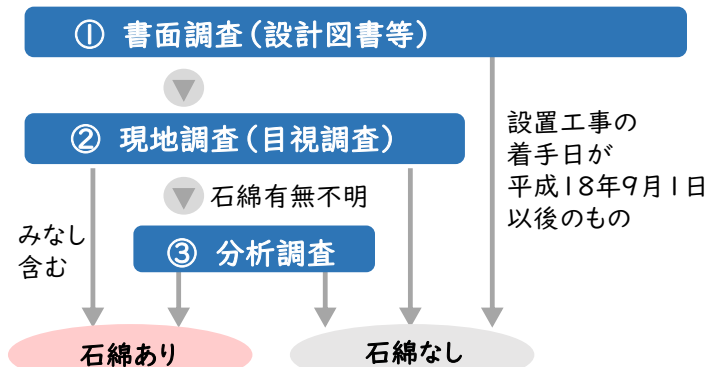 ① 書面調査（設計図書等）
設置工事の
着手日が
平成18年9月1日
以後のもの
② 現地調査（目視調査）
石綿有無不明
みなし
含む
③ 分析調査
石綿あり
石綿なし